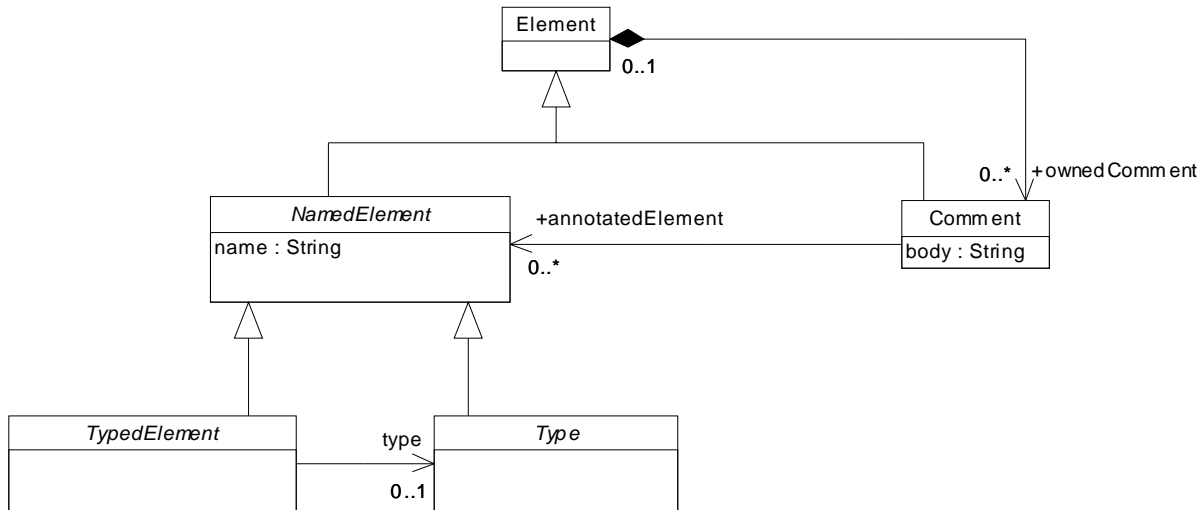 Element
0..1
0..* +ownedComment
NamedElement
name : String
+annotatedElement
0..*
Comment
body : String
TypedElement
type
0..1
Type